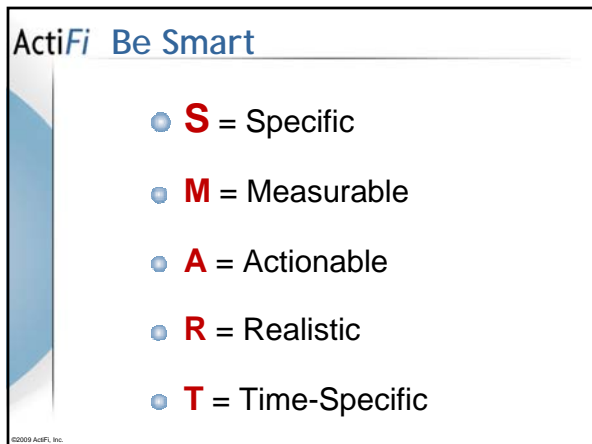 ActiFi Be Smart
S = Specific
M = Measurable
A = Actionable
R = Realistic
T = Time-Specific
©2009 ActiFi, Inc.